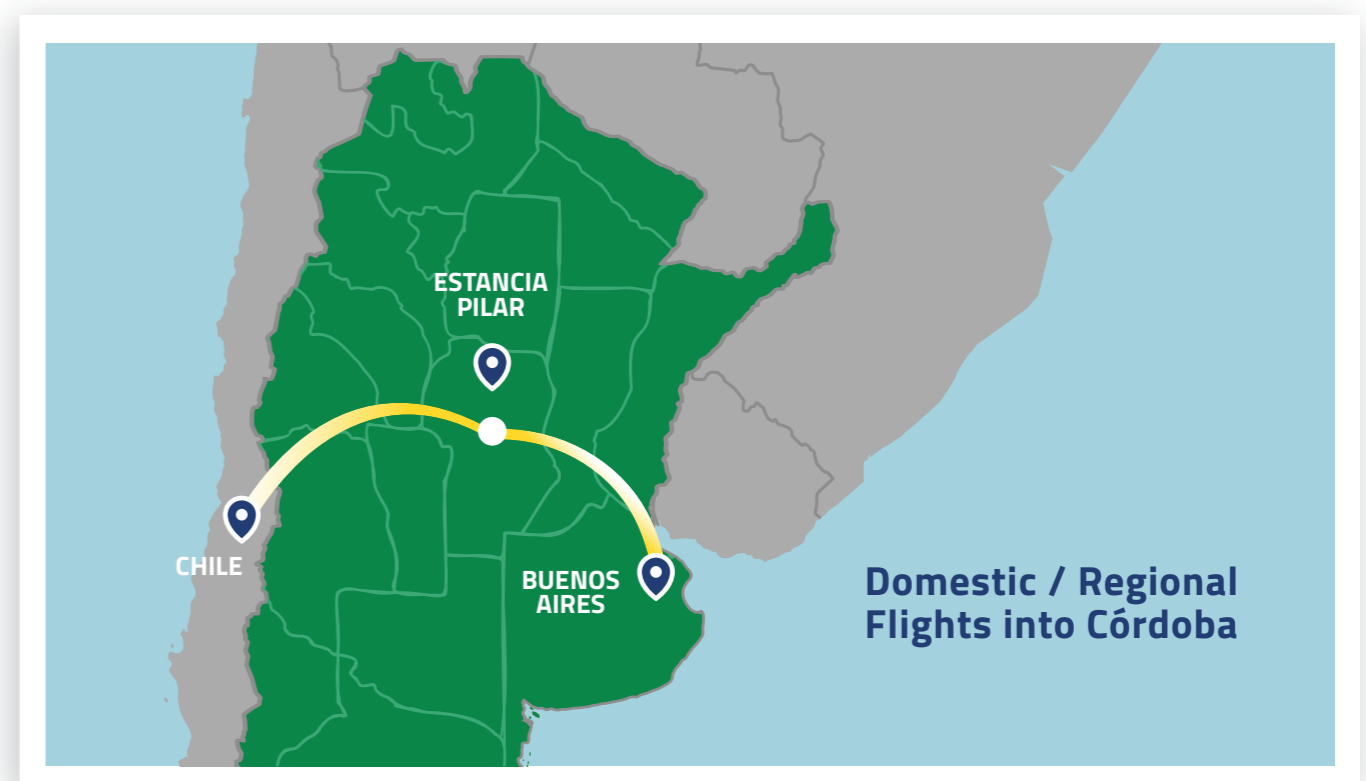 ESTANCIA
PILAR
CHILE
BUENOS
AIRES
Domestic / Regional
Flights into Córdoba